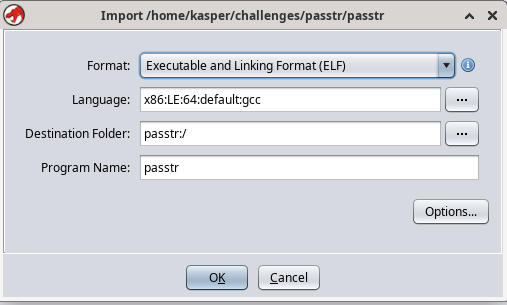 Import /home/kasper/challenges/passtr/passtr
Format: Executable and Linking Format (ELF)
Language: x86:LE:64:default:gcc ...
Destination Folder: passtr:/ ...
Program Name: passtr
Options...
OK Cancel